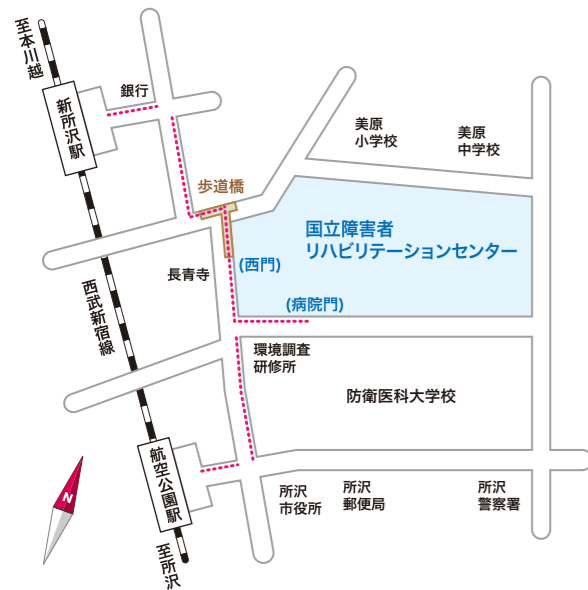 至本川越
新所沢駅
銀行
美原
小学校
美原
中学校
歩道橋
国立障害者
リハビリテーションセンター
(西門)
長青寺
(病院門)
西武新宿線
環境調査
研修所
防衛医科大学校
航空公園駅
所沢
市役所
所沢
郵便局
所沢
警察署
N
至所沢